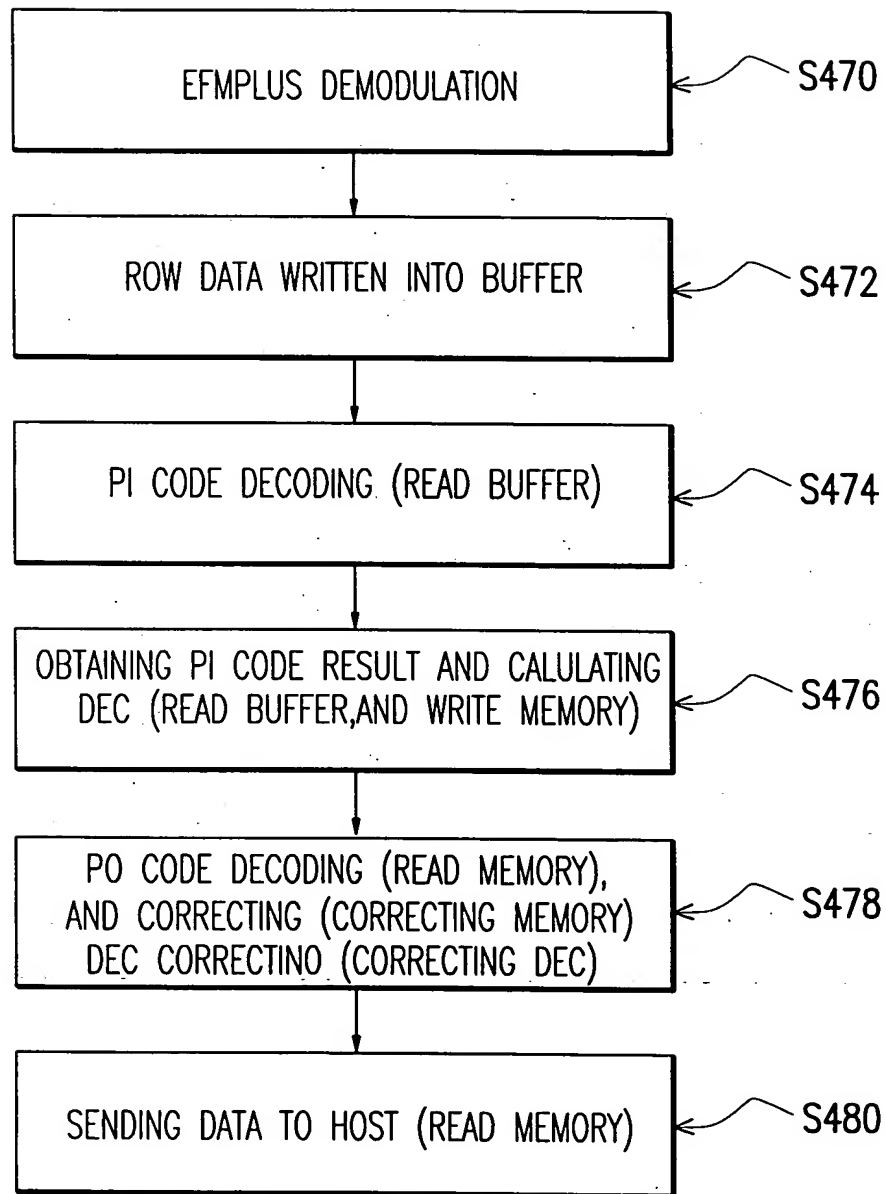 EFMPLUS DEMODULATION
S470
ROW DATA WRITTEN INTO BUFFER
S472
PI CODE DECODING (READ BUFFER)
S474
OBTAINING PI CODE RESULT AND CALULATING
DEC (READ BUFFER,AND WRITE MEMORY)
S476
PO CODE DECODING (READ MEMORY),
AND CORRECTING (CORRECTING MEMORY)
DEC CORRECTINO (CORRECTING DEC)
S478
SENDING DATA TO HOST (READ MEMORY)
S480